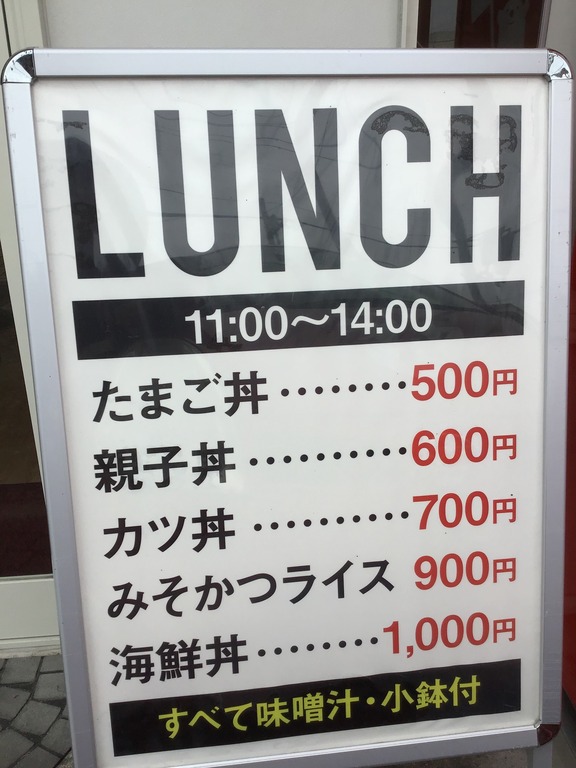 LUNCH
11:00～14:00
たまご丼………500円
親子丼…………600円
カツ丼…………700円
みそかつライス 900円
海鮮丼………1,000円
すべて味噌汁・小鉢付